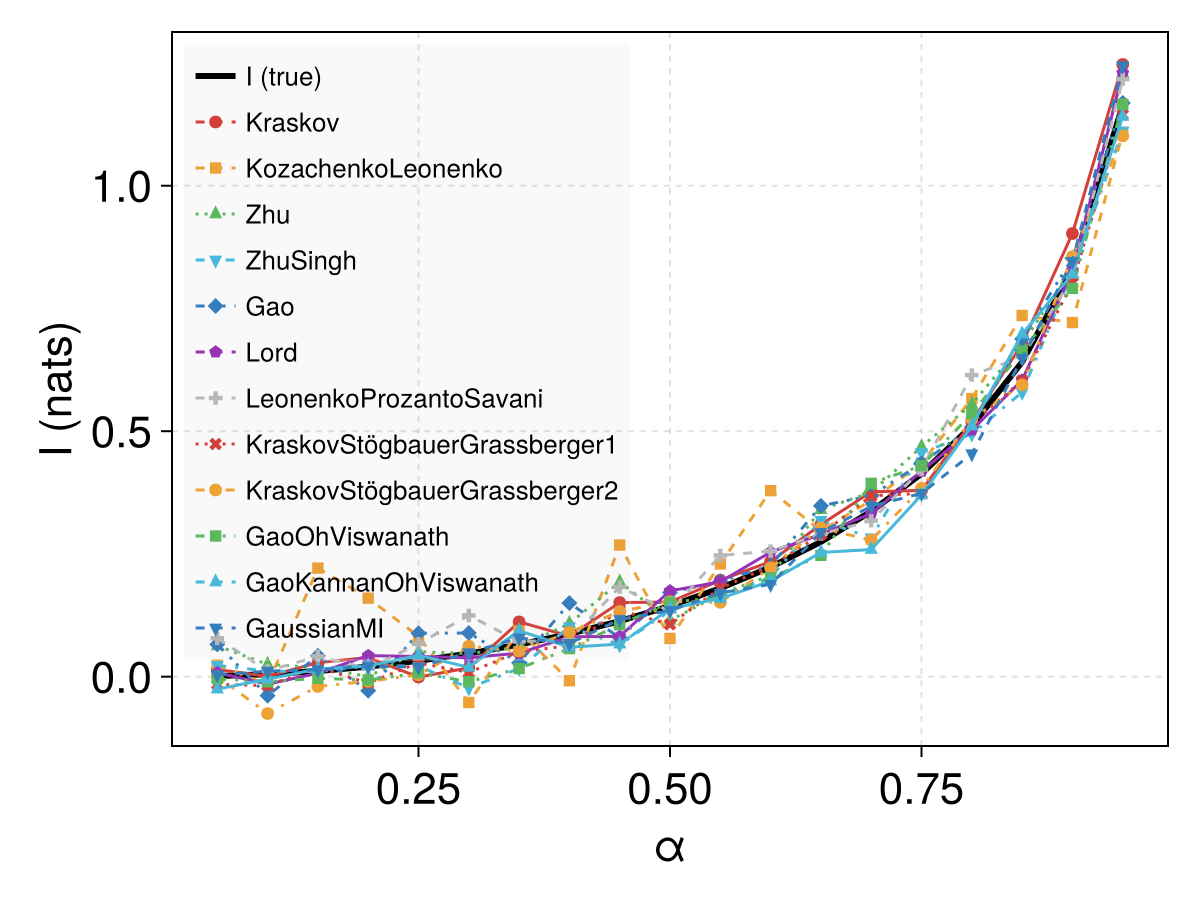 I (true)
Kraskov
KozachenkoLeonenko
Zhu
ZhuSingh
Gao
Lord
LeonenkoProzantoSavani
KraskovStögbauerGrassberger1
KraskovStögbauerGrassberger2
GaoOhViswanath
GaoKannanOhViswanath
GaussianMI
I (nats)
1.0
0.5
0.0
0.25
0.50
0.75
α